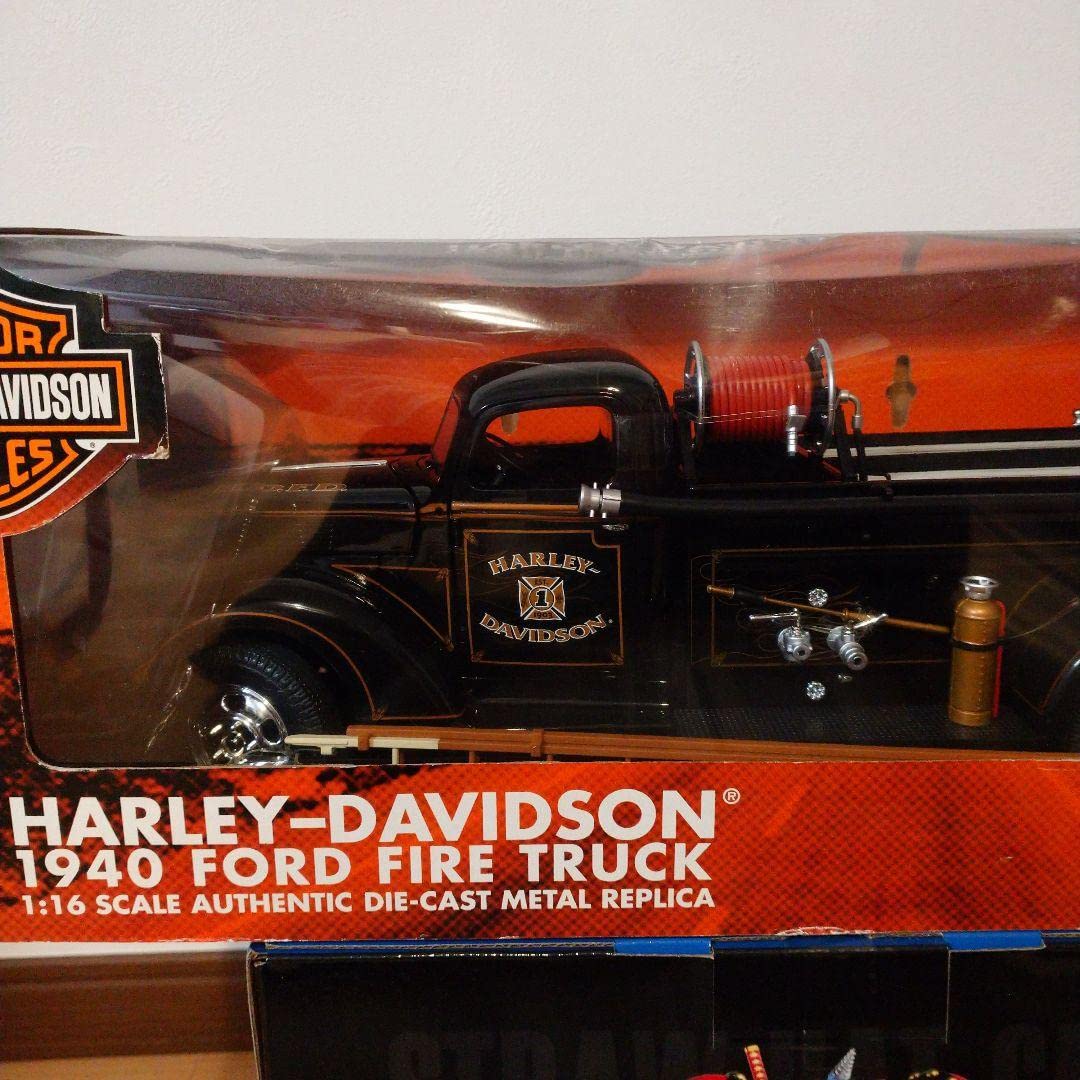 OR
AVIDSON
LES
HARLEY-
1
DAVIDSON
HARLEY-DAVIDSON®
1940 FORD FIRE TRUCK
1:16 SCALE AUTHENTIC DIE-CAST METAL REPLICA